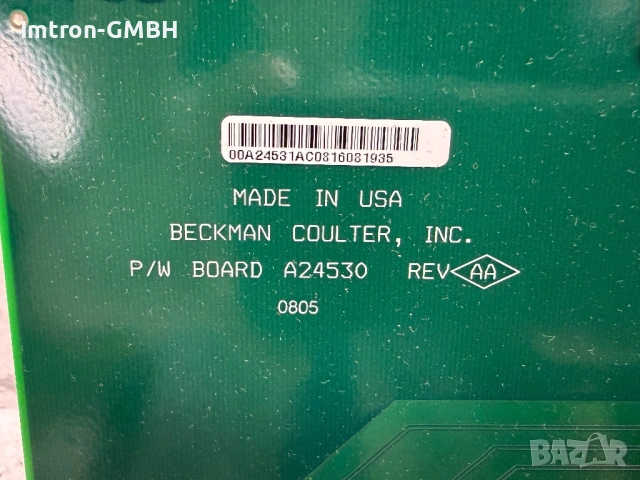 Imtron-GMBH
00A24531AC0816081935
MADE IN USA
BECKMAN COULTER, INC.
P/W BOARD A24530 REV AA
0805
BAZAR